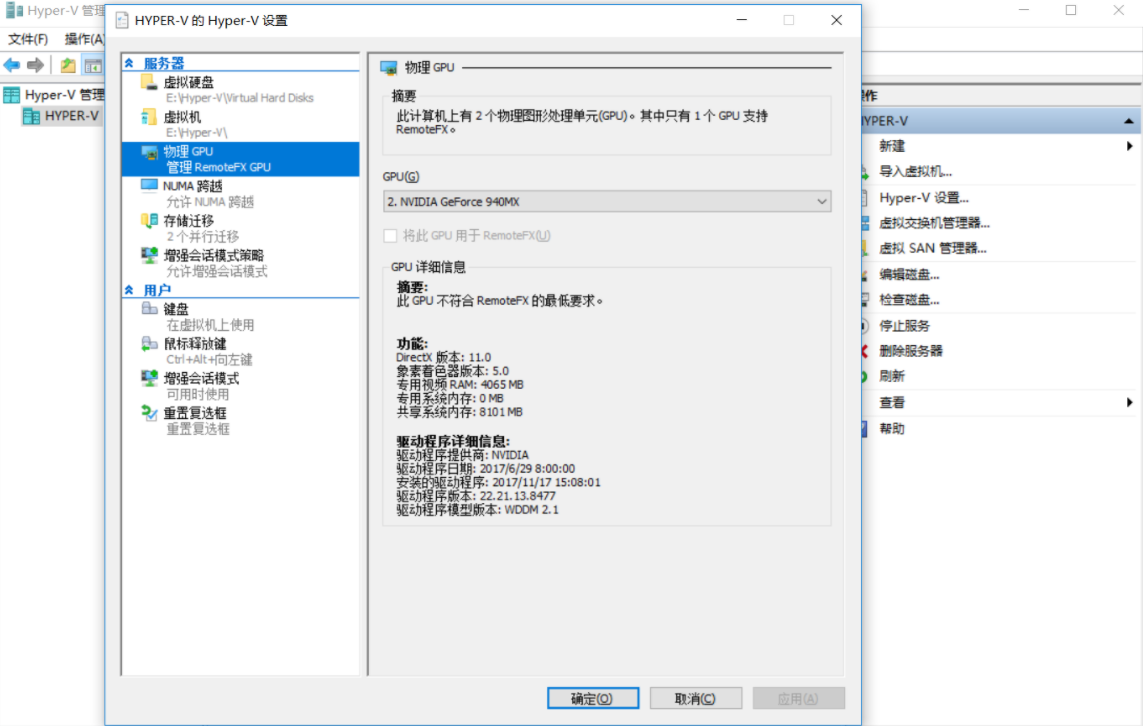 Hyper-V 管理
文件(F) 操作(A)
Hyper-V 管理
HYPER-V
HYPER-V 的 Hyper-V 设置
服务器
虚拟硬盘
E:\Hyper-V\Virtual Hard Disks
虚拟机
E:\Hyper-V\
物理 GPU
管理 RemoteFX GPU
NUMA 跨越
允许 NUMA 跨越
存储迁移
2 个并行迁移
增强会话模式策略
允许增强会话模式
用户
键盘
在虚拟机上使用
鼠标释放键
Ctrl+Alt+向左键
增强会话模式
可用时使用
重置复选框
重置复选框
物理 GPU
摘要
此计算机上有 2 个物理图形处理单元(GPU)。其中只有 1 个 GPU 支持
RemoteFX。
GPU(G)
2. NVIDIA GeForce 940MX
将此 GPU 用于 RemoteFX(U)
GPU 详细信息
摘要:
此 GPU 不符合 RemoteFX 的最低要求。
功能:
DirectX 版本: 11.0
象素着色器版本: 5.0
专用视频 RAM: 4065 MB
专用系统内存: 0 MB
共享系统内存: 8101 MB
驱动程序详细信息:
驱动程序提供商: NVIDIA
驱动程序日期: 2017/6/29 8:00:00
安装的驱动程序: 2017/11/17 15:08:01
驱动程序版本: 22.21.13.8477
驱动程序模型版本: WDDM 2.1
确定(O) 取消(C) 应用(A)
操作
HYPER-V
新建
导入虚拟机...
Hyper-V 设置...
虚拟交换机管理器...
虚拟 SAN 管理器...
编辑磁盘...
检查磁盘...
停止服务
删除服务器
刷新
查看
帮助